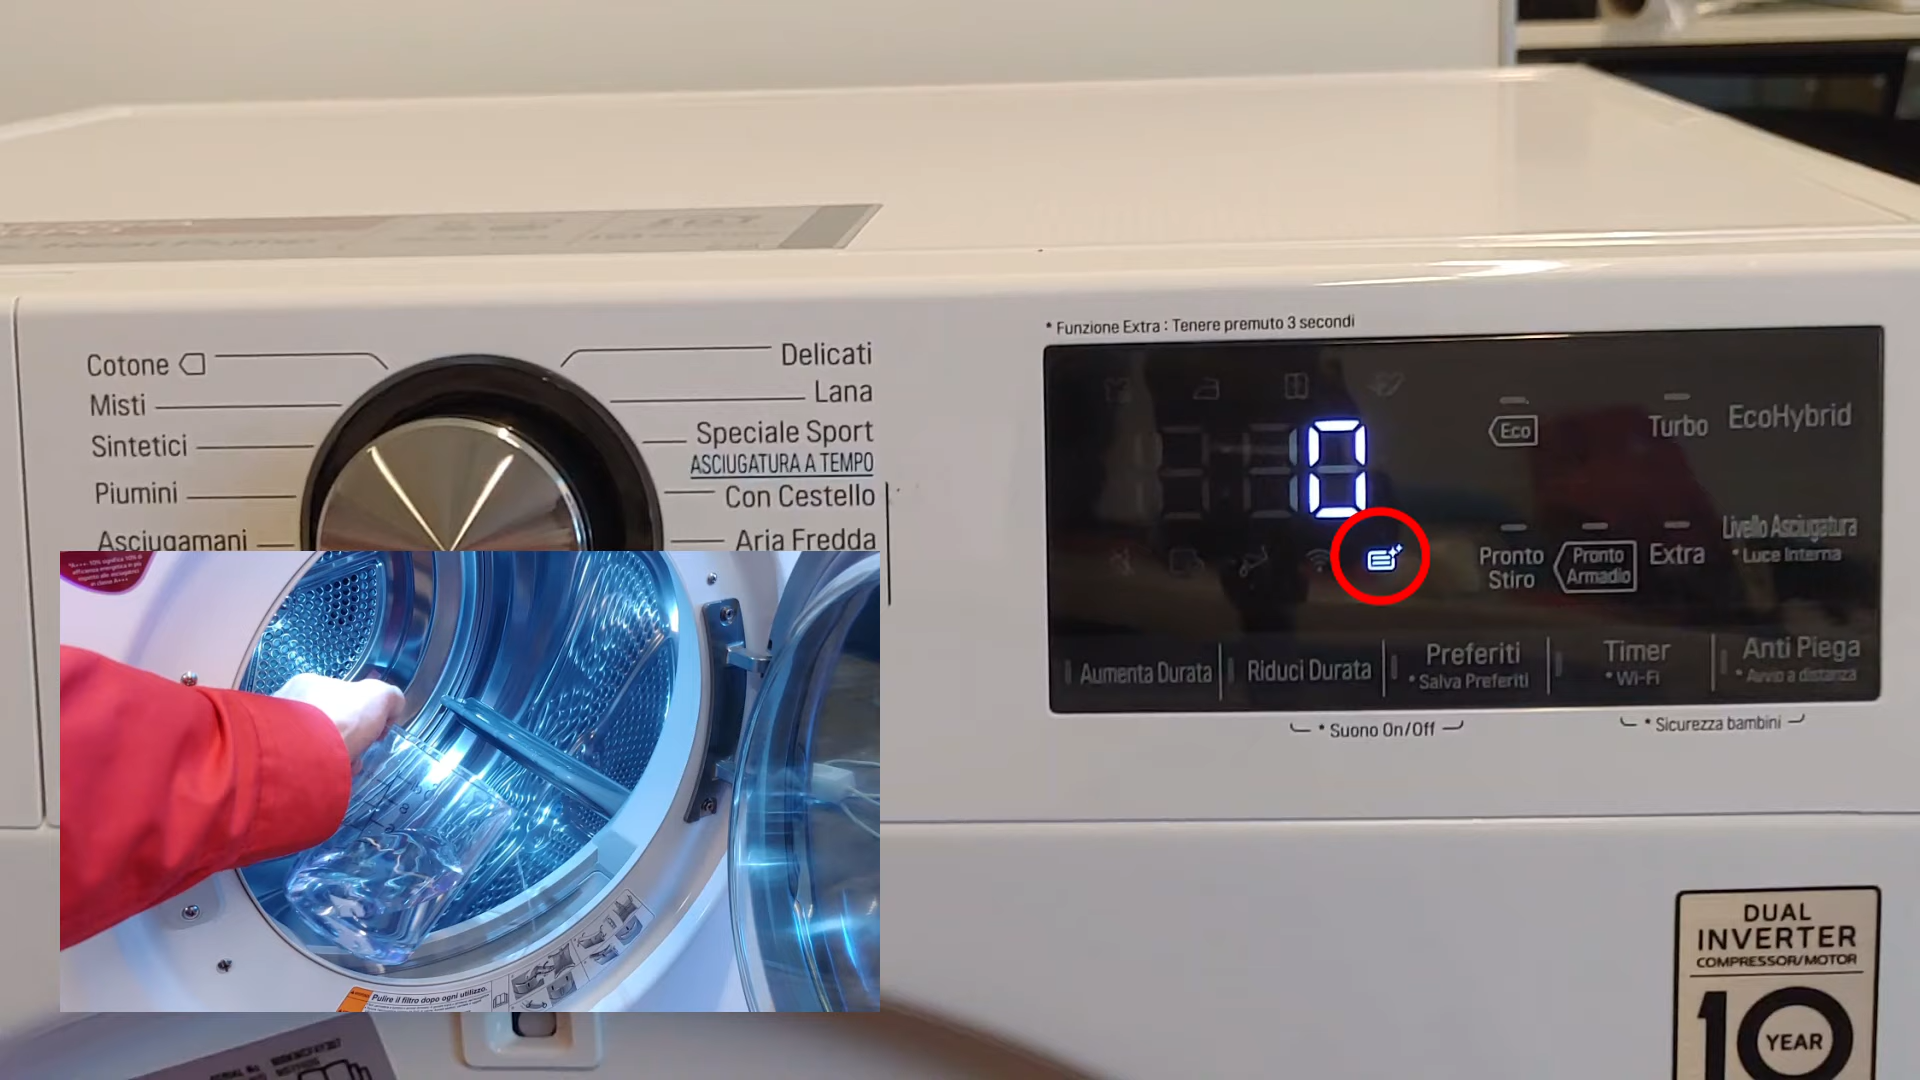 * Funzione Extra : Tenere premuto 3 secondi
Cotone
Misti
Sintetici
Piumini
Asciugamani
Delicati
Lana
Speciale Sport
ASCIUGATURA A TEMPO
Con Cestello
Aria Fredda
0
Eco
Turbo
EcoHybrid
Pronto
Stiro
Pronto
Armadio
Extra
Livello Asciugatura
* Luce Interna
Aumenta Durata
Riduci Durata
Preferiti
* Salva Preferiti
Timer
* Wi-Fi
Anti Piega
* Avvio a distanza
* Suono On/Off
* Sicurezza bambini
DUAL
INVERTER
COMPRESSOR/MOTOR
10
YEAR
Pulire il filtro dopo ogni utilizzo.